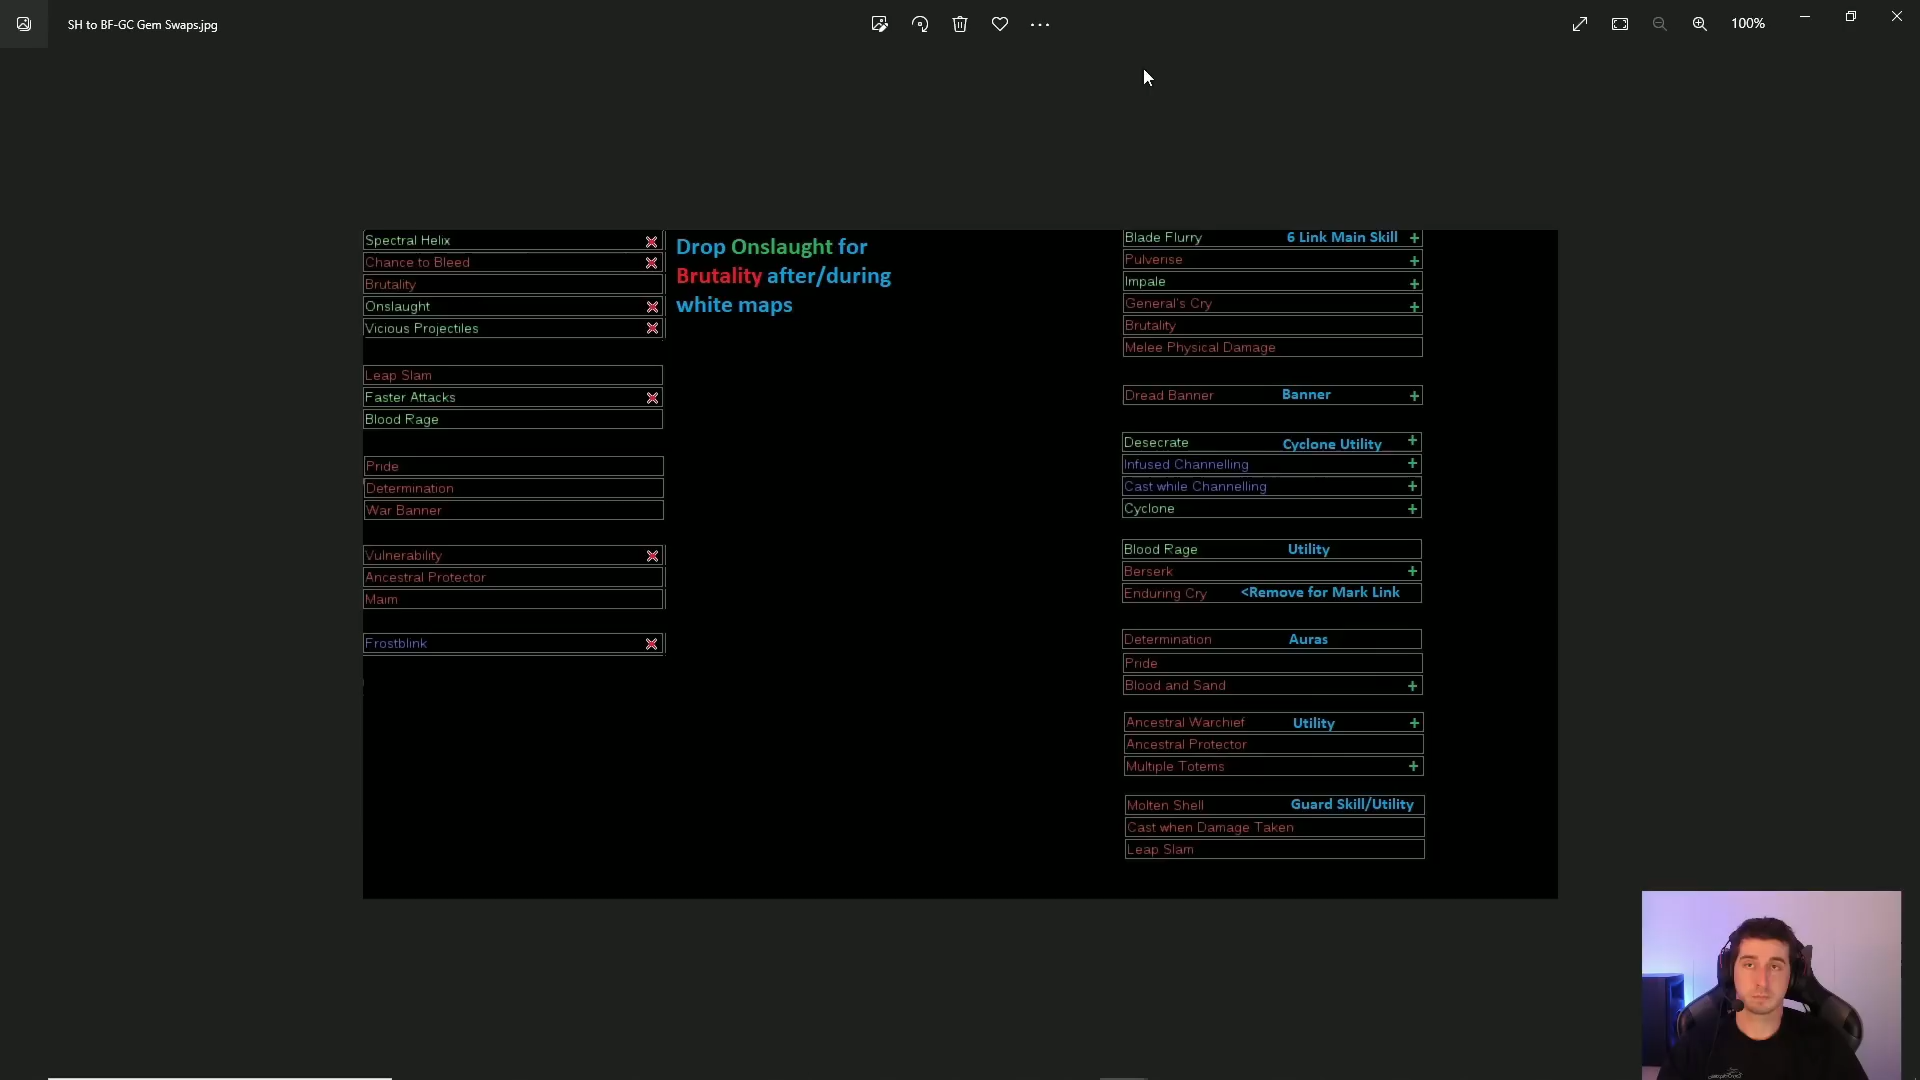 SH to BF-GC Gem Swaps.jpg
100%
Spectral Helix
Chance to Bleed
Brutality
Onslaught
Vicious Projectiles
Leap Slam
Faster Attacks
Blood Rage
Pride
Determination
War Banner
Vulnerability
Ancestral Protector
Maim
Frostblink
Drop Onslaught for
Brutality after/during
white maps
Blade Flurry 6 Link Main Skill +
Pulverise +
Impale +
General's Cry +
Brutality
Melee Physical Damage
Dread Banner Banner +
Desecrate Cyclone Utility +
Infused Channelling +
Cast while Channelling +
Cyclone +
Blood Rage Utility
Berserk +
Enduring Cry <Remove for Mark Link
Determination Auras
Pride
Blood and Sand +
Ancestral Warchief Utility +
Ancestral Protector
Multiple Totems +
Molten Shell Guard Skill/Utility
Cast when Damage Taken
Leap Slam